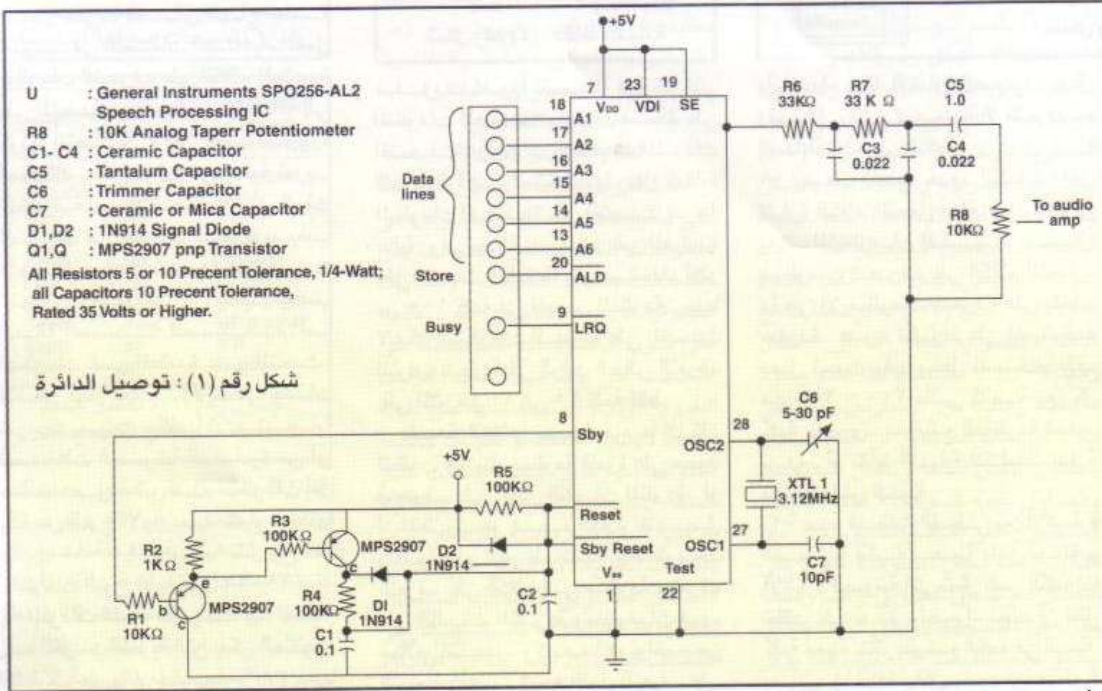 U : General Instruments SPO256-AL2
Speech Processing IC
R8 : 10K Analog Taperr Potentiometer
C1- C4 : Ceramic Capacitor
C5 : Tantalum Capacitor
C6 : Trimmer Capacitor
C7 : Ceramic or Mica Capacitor
D1,D2 : 1N914 Signal Diode
Q1,Q : MPS2907 pnp Transistor
All Resistors 5 or 10 Precent Tolerance, 1/4-Watt;
all Capacitors 10 Precent Tolerance,
Rated 35 Volts or Higher.
شكل رقم (١) : توصيل الدائرة
+5V
7 23 19
VDD VDI SE
18 A1
17 A2
16 A3
15 A4
14 A5
13 A6
20 ALD
9 LRQ
Data
lines
Store
Busy
8 Sby
Reset
Sby Reset
Vss Test
1 22
OSC2 28
OSC1 27
R6
33KΩ
R7
33 K Ω
C5
1.0
C3
0.022
C4
0.022
R8
10KΩ
To audio
amp
C6
5-30 pF
XTL 1
3.12MHz
C7
10pF
+5V
R5
100KΩ
D2
1N914
C2
0.1
R3
100KΩ
MPS2907
c
R2
1KΩ
e
b
c
MPS2907
R1
10KΩ
R4
100KΩ
DI
1N914
C1
0.1